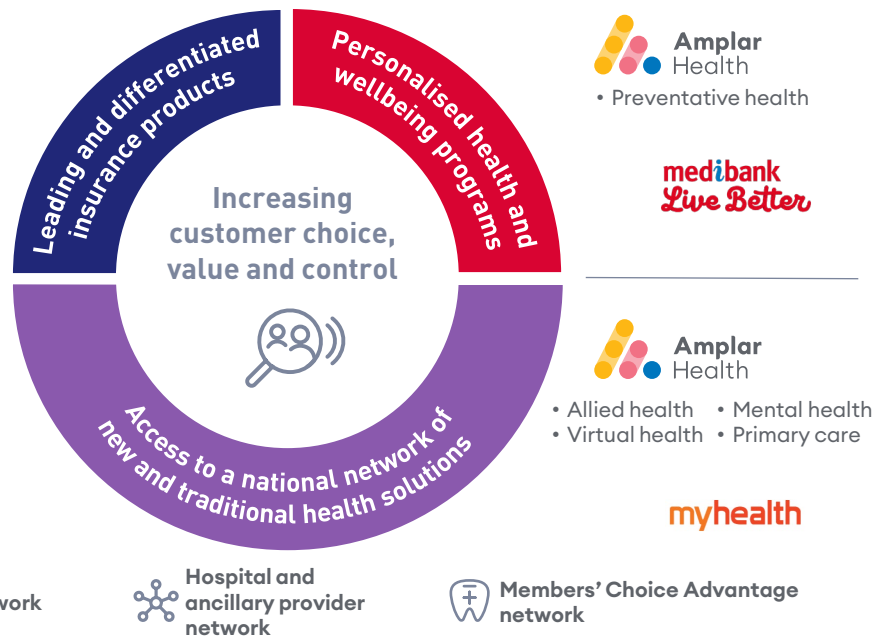 Leading and differentiated
insurance products
Personalised health and
wellbeing programs
Increasing
customer choice,
value and control
Access to a national network of
new and traditional health solutions
Amplar
Health
• Preventative health
medibank
Live Better
Amplar
Health
• Allied health • Mental health
• Virtual health • Primary care
myhealth
work
Hospital and
ancillary provider
network
Members’ Choice Advantage
network